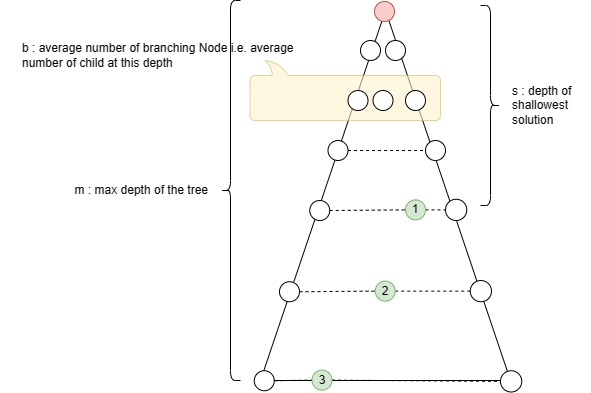 b : average number of branching Node i.e. average
number of child at this depth
s : depth of
shallowest
solution
m : max depth of the tree
1
2
3